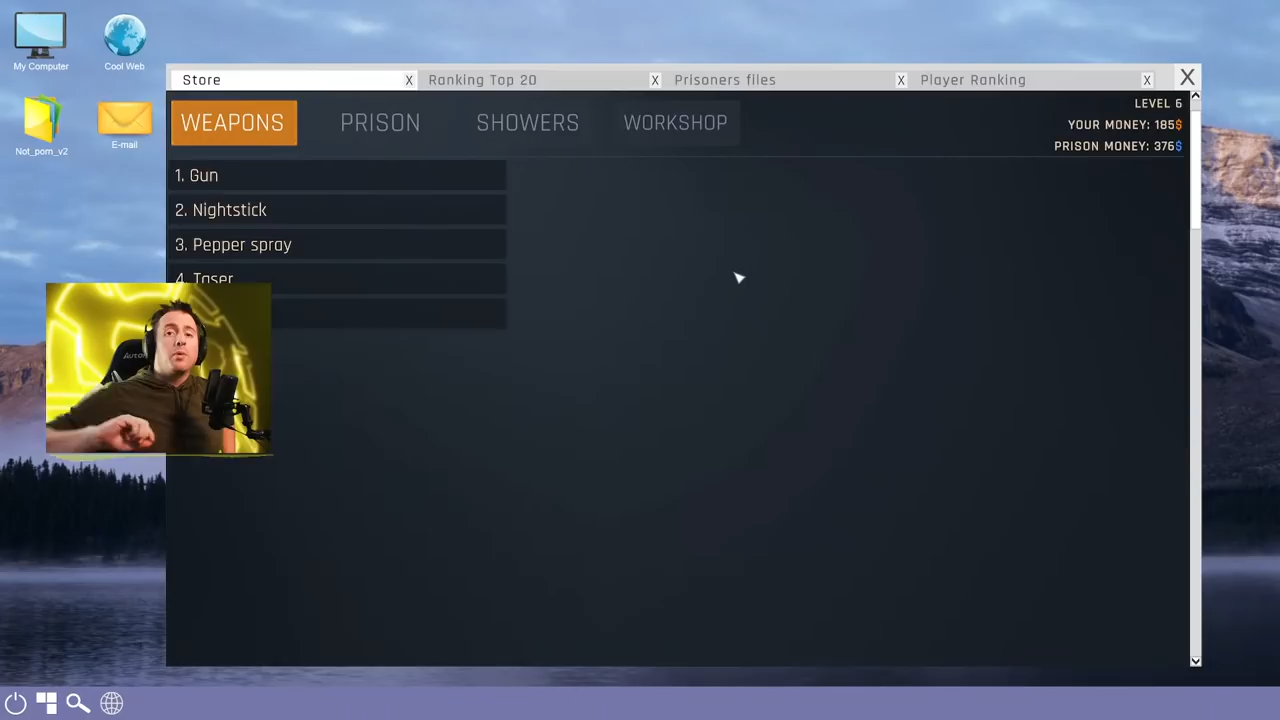 My Computer
Cool Web
Not_porn_v2
E-mail
Store X
Ranking Top 20 X
Prisoners files X
Player Ranking X
X
WEAPONS
PRISON
SHOWERS
WORKSHOP
LEVEL 6
YOUR MONEY: 185$
PRISON MONEY: 376$
1. Gun
2. Nightstick
3. Pepper spray
4. Taser